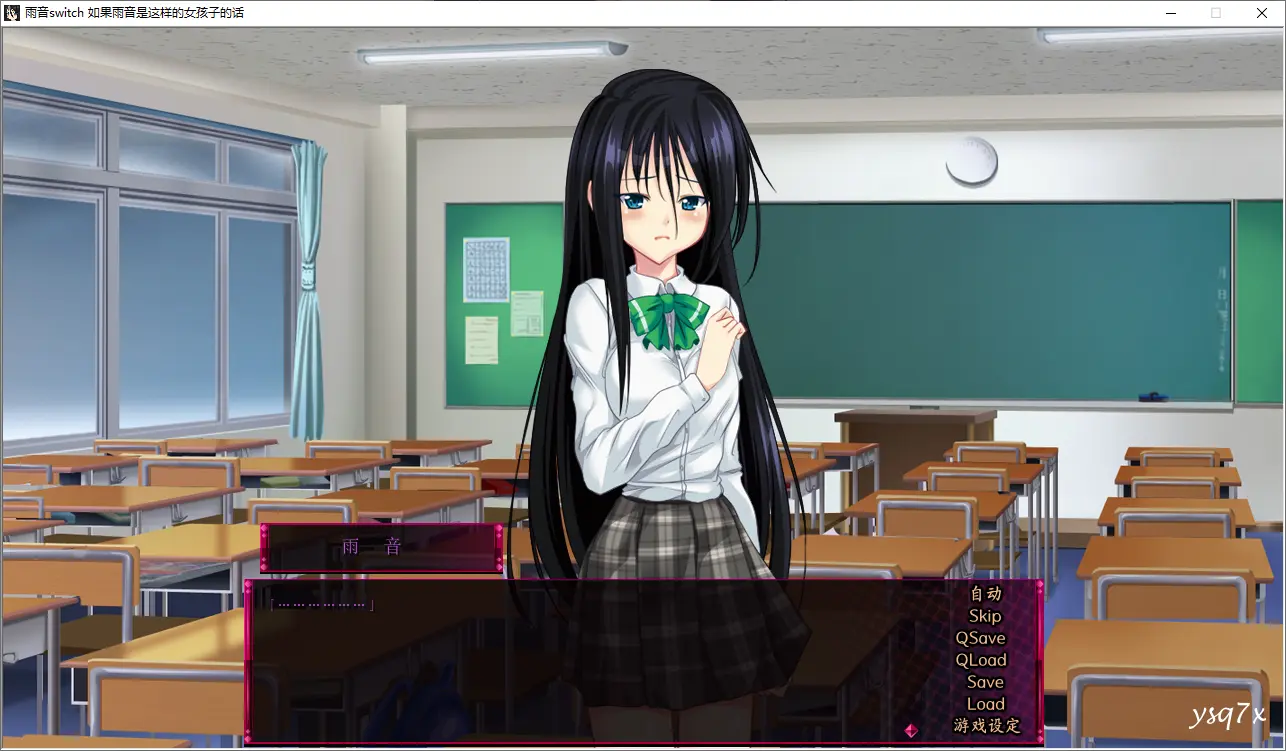 雨音switch 如果雨音是这样的女孩子的话
雨 音
「………………」
自动
Skip
QSave
QLoad
Save
Load
游戏设定
ysq7x